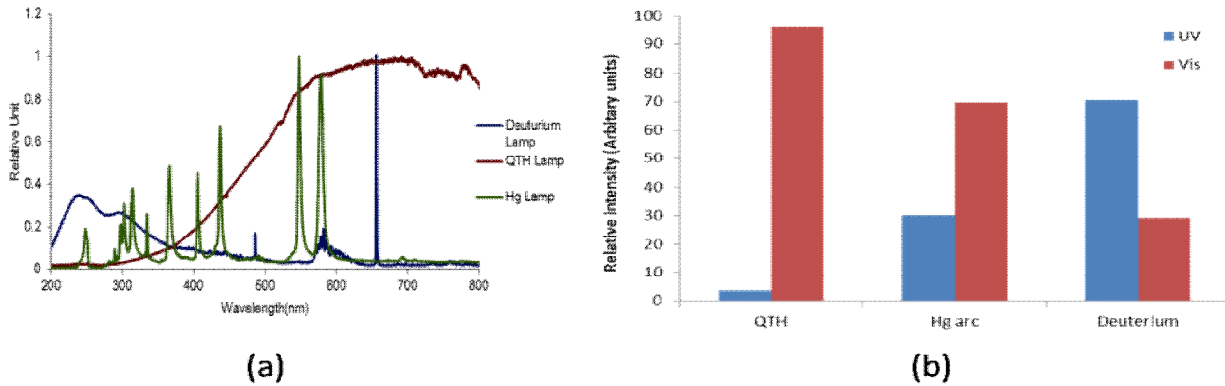 1.2
1
0.8
0.6
0.4
0.2
0
200 300 400 500 600 700 800
Relative Unit
Wavelength(nm)
Deuturium
Lamp
QTH Lamp
Hg Lamp
(a)
100
90
80
70
60
50
40
30
20
10
0
Relative Intensity (Arbitary units)
UV
Vis
QTH Hg arc Deuterium
(b)